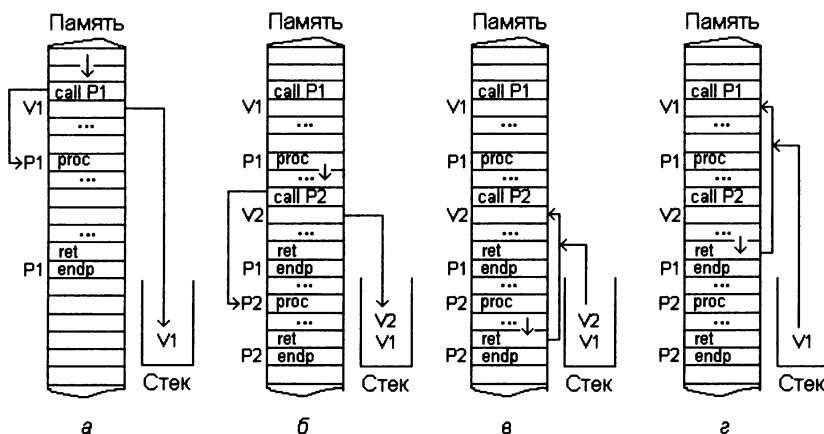 Память
call P1
V1
...
P1 proc
...
...
ret
P1 endp
V1
Стек
а
Память
call P1
V1
...
P1 proc
...
call P2
V2
...
ret
P1 endp
...
P2 proc
...
ret
P2 endp
V2
V1
Стек
б
Память
call P1
V1
...
P1 proc
...
call P2
V2
...
ret
P1 endp
...
P2 proc
...
ret
P2 endp
V2
V1
Стек
в
Память
call P1
V1
...
P1 proc
...
call P2
V2
...
ret
P1 endp
...
P2 proc
...
ret
P2 endp
V1
Стек
г